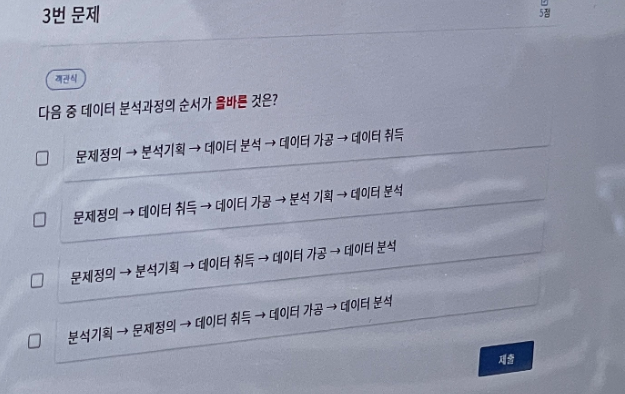 3번 문제
5점
객관식
다음 중 데이터 분석과정의 순서가 올바른 것은?
문제정의 → 분석기획 → 데이터 분석 → 데이터 가공 → 데이터 취득
문제정의 → 데이터 취득 → 데이터 가공 → 분석 기획 → 데이터 분석
문제정의 → 분석기획 → 데이터 취득 → 데이터 가공 → 데이터 분석
분석기획 → 문제정의 → 데이터 취득 → 데이터 가공 → 데이터 분석
제출